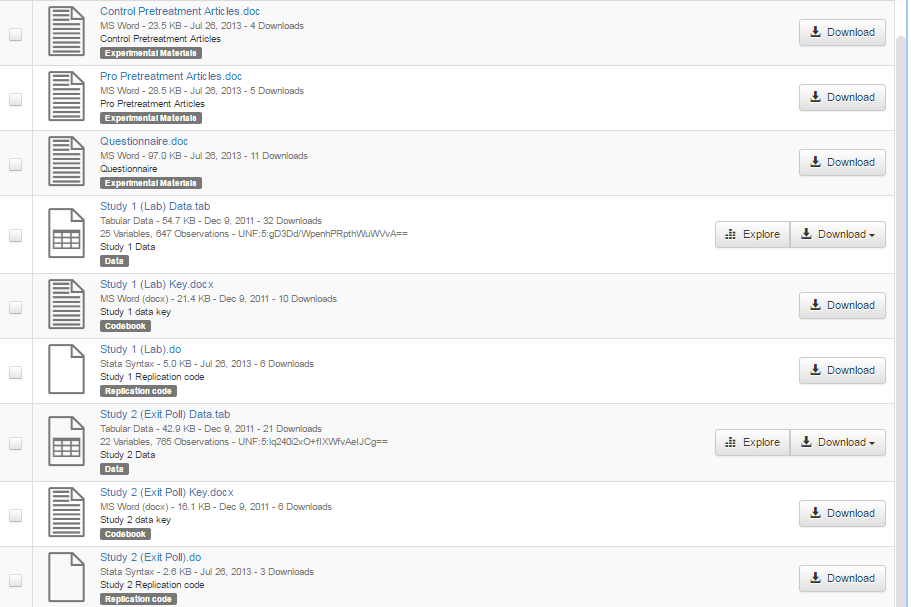 Control Pretreatment Articles.doc
MS Word - 23.5 KB - Jul 26, 2013 - 4 Downloads
Control Pretreatment Articles
Experimental Materials
Download
Pro Pretreatment Articles.doc
MS Word - 28.5 KB - Jul 26, 2013 - 5 Downloads
Pro Pretreatment Articles
Experimental Materials
Download
Questionnaire.doc
MS Word - 97.0 KB - Jul 26, 2013 - 11 Downloads
Questionnaire
Experimental Materials
Download
Study 1 (Lab) Data.tab
Tabular Data - 54.7 KB - Dec 9, 2011 - 32 Downloads
25 Variables, 647 Observations - UNF:5:gD3Dd/WpenhPRpthWuWVvA==
Study 1 Data
Data
Explore Download
Study 1 (Lab) Key.docx
MS Word (docx) - 21.4 KB - Dec 9, 2011 - 10 Downloads
Study 1 data key
Codebook
Download
Study 1 (Lab).do
Stata Syntax - 5.0 KB - Jul 26, 2013 - 6 Downloads
Study 1 Replication code
Replication code
Download
Study 2 (Exit Poll) Data.tab
Tabular Data - 42.9 KB - Dec 9, 2011 - 21 Downloads
22 Variables, 765 Observations - UNF:5:Iq240i2xO+fIXWfvAeIJCg==
Study 2 Data
Data
Explore Download
Study 2 (Exit Poll) Key.docx
MS Word (docx) - 16.1 KB - Dec 9, 2011 - 6 Downloads
Study 2 data key
Codebook
Download
Study 2 (Exit Poll).do
Stata Syntax - 2.6 KB - Jul 26, 2013 - 3 Downloads
Study 2 Replication code
Replication code
Download